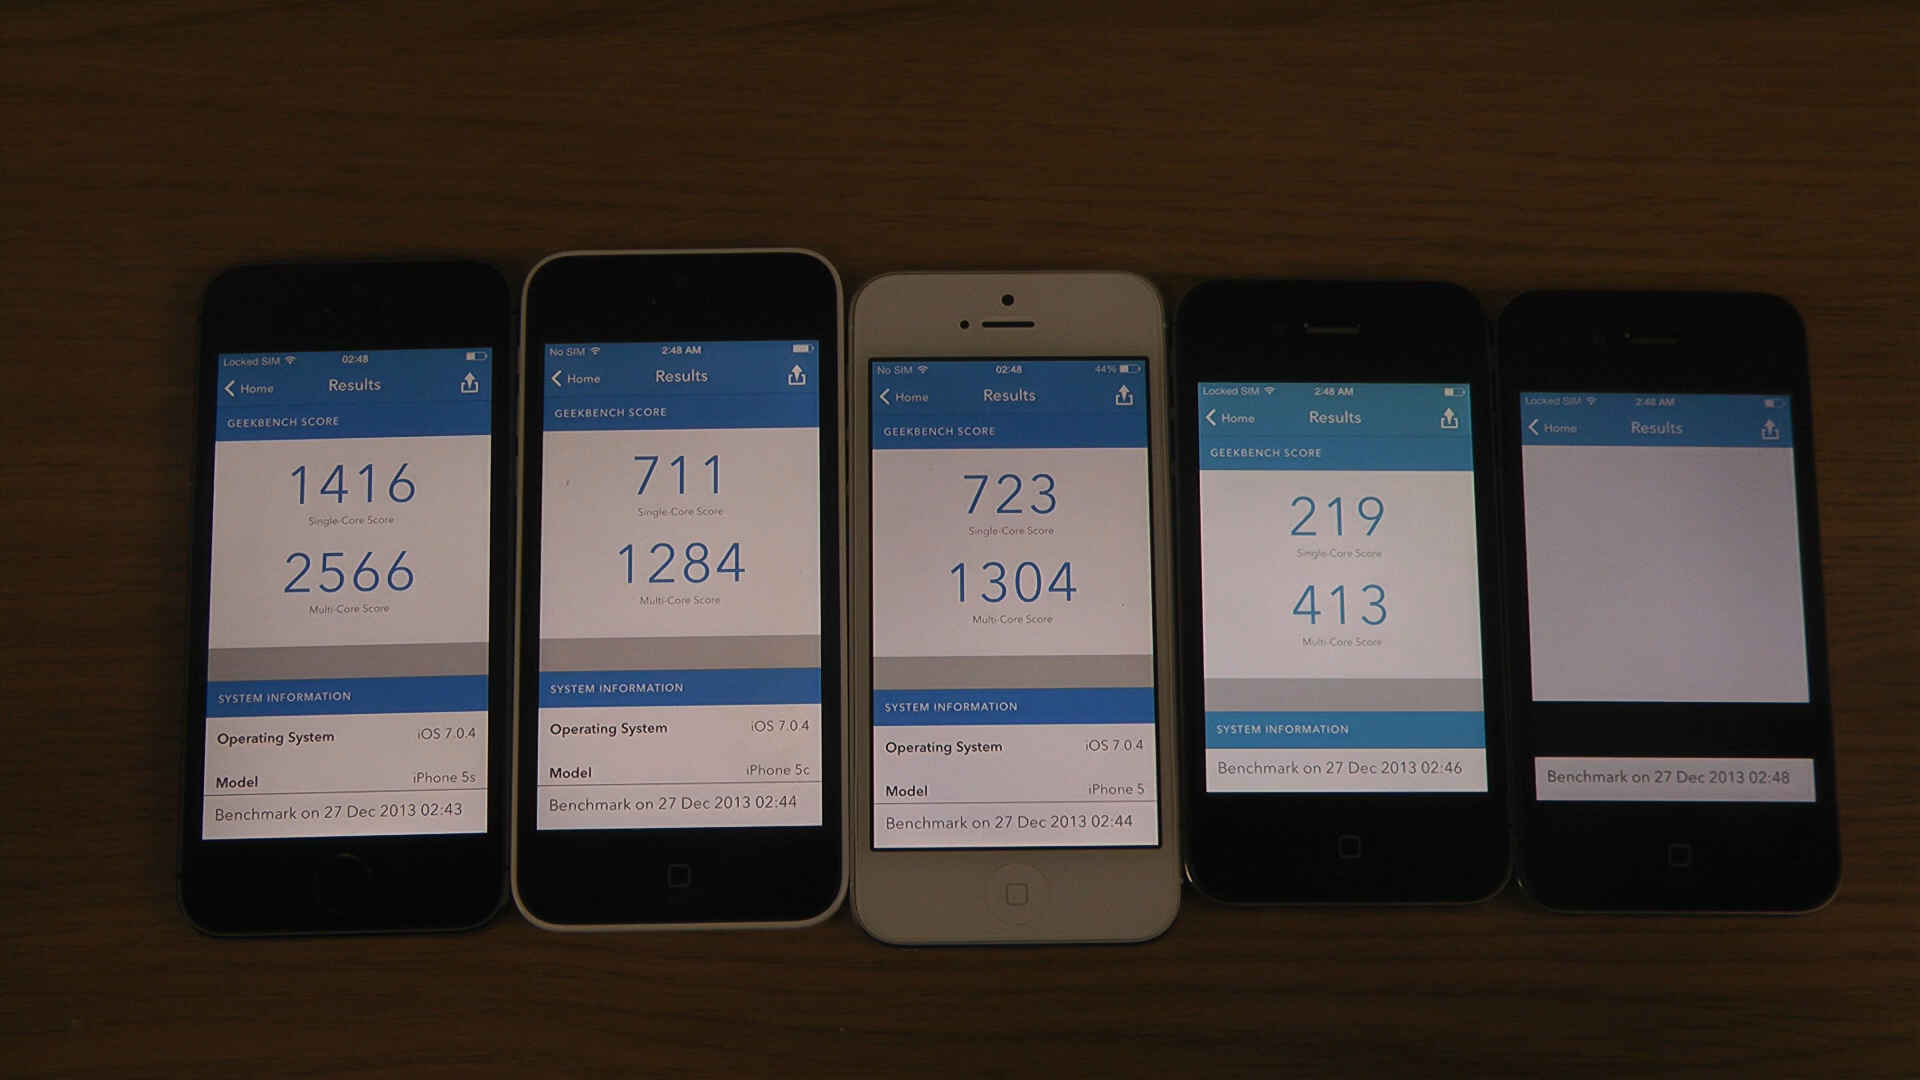 Locked SIM 02:48
Home Results
GEEKBENCH SCORE
1416
Single-Core Score
2566
Multi-Core Score
SYSTEM INFORMATION
Operating System iOS 7.0.4
Model iPhone 5s
Benchmark on 27 Dec 2013 02:43
No SIM 2:48 AM
Home Results
GEEKBENCH SCORE
711
Single-Core Score
1284
Multi-Core Score
SYSTEM INFORMATION
Operating System iOS 7.0.4
Model iPhone 5c
Benchmark on 27 Dec 2013 02:44
No SIM 02:48 44%
Home Results
GEEKBENCH SCORE
723
Single-Core Score
1304
Multi-Core Score
SYSTEM INFORMATION
Operating System iOS 7.0.4
Model iPhone 5
Benchmark on 27 Dec 2013 02:44
Locked SIM 2:48 AM
Home Results
GEEKBENCH SCORE
219
Single-Core Score
413
Multi-Core Score
SYSTEM INFORMATION
Benchmark on 27 Dec 2013 02:46
Locked SIM 2:48 AM
Home Results
Benchmark on 27 Dec 2013 02:48